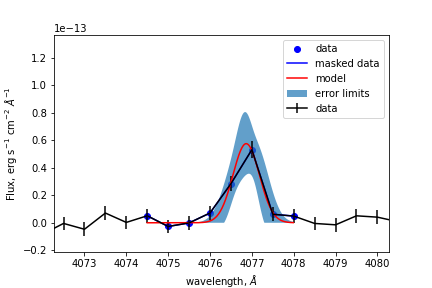 1e−13
Flux, erg s⁻¹ cm⁻² Å⁻¹
1.2
1.0
0.8
0.6
0.4
0.2
0.0
−0.2
data
masked data
model
error limits
data
4073 4074 4075 4076 4077 4078 4079 4080
wavelength, Å